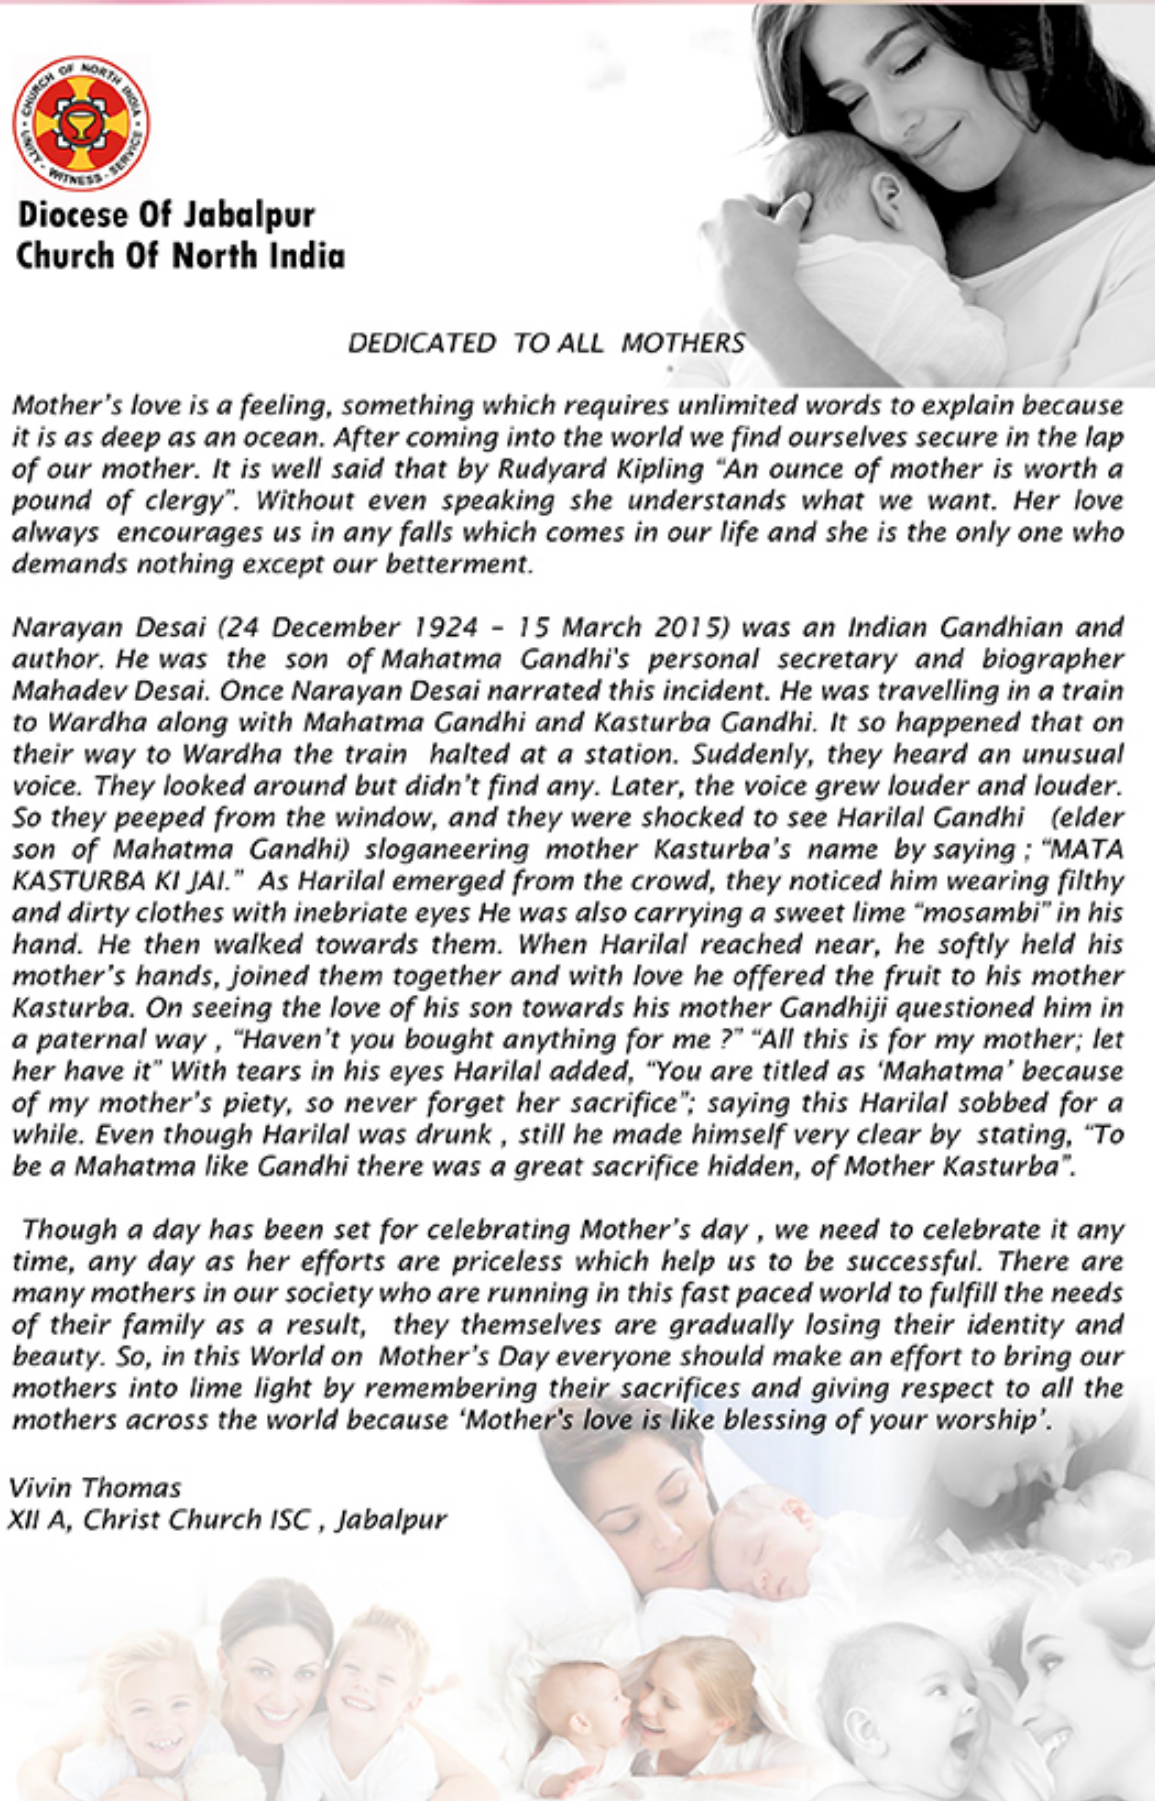 CHURCH OF NORTH INDIA
UNITY · WITNESS · SERVICE
Diocese Of Jabalpur
Church Of North India
DEDICATED TO ALL MOTHERS
Mother's love is a feeling, something which requires unlimited words to explain because
it is as deep as an ocean. After coming into the world we find ourselves secure in the lap
of our mother. It is well said that by Rudyard Kipling “An ounce of mother is worth a
pound of clergy”. Without even speaking she understands what we want. Her love
always encourages us in any falls which comes in our life and she is the only one who
demands nothing except our betterment.
Narayan Desai (24 December 1924 – 15 March 2015) was an Indian Gandhian and
author. He was the son of Mahatma Gandhi's personal secretary and biographer
Mahadev Desai. Once Narayan Desai narrated this incident. He was travelling in a train
to Wardha along with Mahatma Gandhi and Kasturba Gandhi. It so happened that on
their way to Wardha the train halted at a station. Suddenly, they heard an unusual
voice. They looked around but didn't find any. Later, the voice grew louder and louder.
So they peeped from the window, and they were shocked to see Harilal Gandhi (elder
son of Mahatma Gandhi) sloganeering mother Kasturba's name by saying ; “MATA
KASTURBA KI JAI.” As Harilal emerged from the crowd, they noticed him wearing filthy
and dirty clothes with inebriate eyes He was also carrying a sweet lime “mosambi” in his
hand. He then walked towards them. When Harilal reached near, he softly held his
mother's hands, joined them together and with love he offered the fruit to his mother
Kasturba. On seeing the love of his son towards his mother Gandhiji questioned him in
a paternal way , “Haven't you bought anything for me ?” “All this is for my mother; let
her have it” With tears in his eyes Harilal added, “You are titled as ‘Mahatma’ because
of my mother's piety, so never forget her sacrifice”; saying this Harilal sobbed for a
while. Even though Harilal was drunk , still he made himself very clear by stating, “To
be a Mahatma like Gandhi there was a great sacrifice hidden, of Mother Kasturba”.
Though a day has been set for celebrating Mother's day , we need to celebrate it any
time, any day as her efforts are priceless which help us to be successful. There are
many mothers in our society who are running in this fast paced world to fulfill the needs
of their family as a result, they themselves are gradually losing their identity and
beauty. So, in this World on Mother's Day everyone should make an effort to bring our
mothers into lime light by remembering their sacrifices and giving respect to all the
mothers across the world because ‘Mother's love is like blessing of your worship’.
Vivin Thomas
XII A, Christ Church ISC , Jabalpur